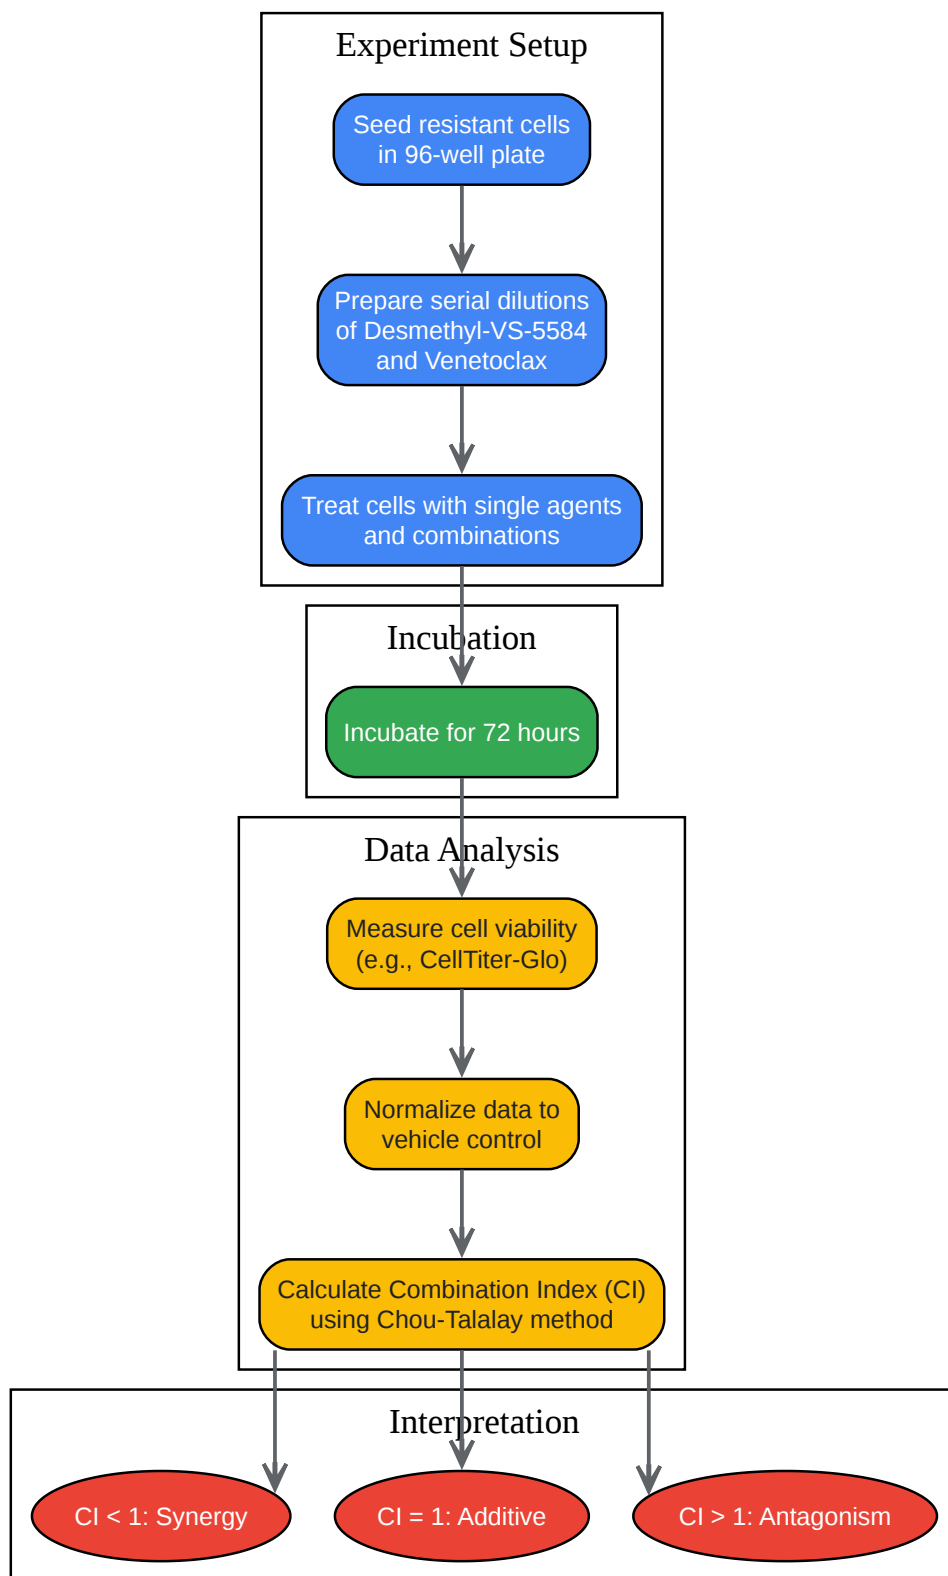 Experiment Setup
Seed resistant cells
in 96-well plate
Prepare serial dilutions
of Desmethyl-VS-5584
and Venetoclax
Treat cells with single agents
and combinations
Incubation
Incubate for 72 hours
Data Analysis
Measure cell viability
(e.g., CellTiter-Glo)
Normalize data to
vehicle control
Calculate Combination Index (CI)
using Chou-Talalay method
Interpretation
CI < 1: Synergy
CI = 1: Additive
CI > 1: Antagonism